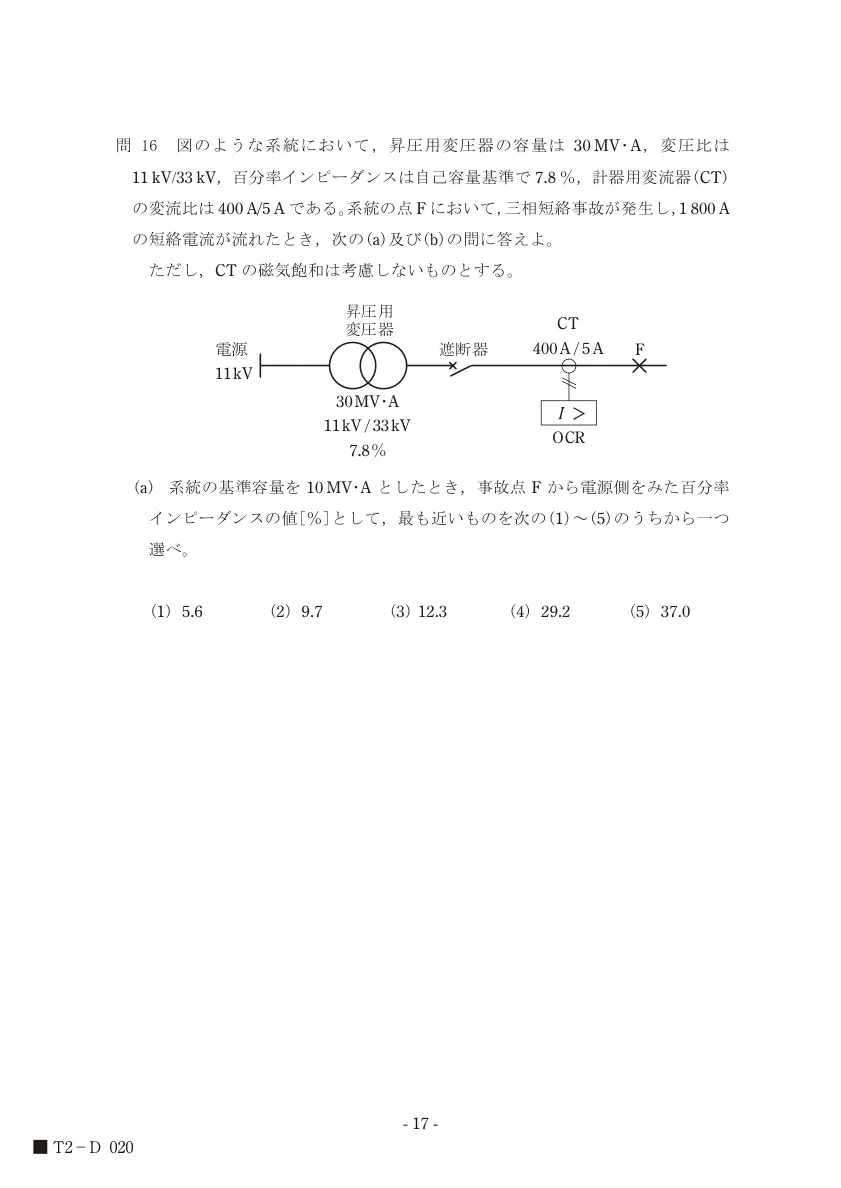 問 16 図のような系統において，昇圧用変圧器の容量は 30 MV･A，変圧比は
11 kV/33 kV，百分率インピーダンスは自己容量基準で 7.8 %，計器用変流器(CT)
の変流比は 400 A/5 A である。系統の点 F において，三相短絡事故が発生し，1 800 A
の短絡電流が流れたとき，次の(a)及び(b)の問に答えよ。
ただし，CT の磁気飽和は考慮しないものとする。
昇圧用
変圧器
CT
電源
遮断器
400 A / 5 A
F
11 kV
30 MV･A
I ＞
11 kV / 33 kV
OCR
7.8 %
(a) 系統の基準容量を 10 MV･A としたとき，事故点 F から電源側をみた百分率
インピーダンスの値[%]として，最も近いものを次の(1)～(5)のうちから一つ
選べ。
(1) 5.6 (2) 9.7 (3) 12.3 (4) 29.2 (5) 37.0
- 17 -
■ T2－D 020